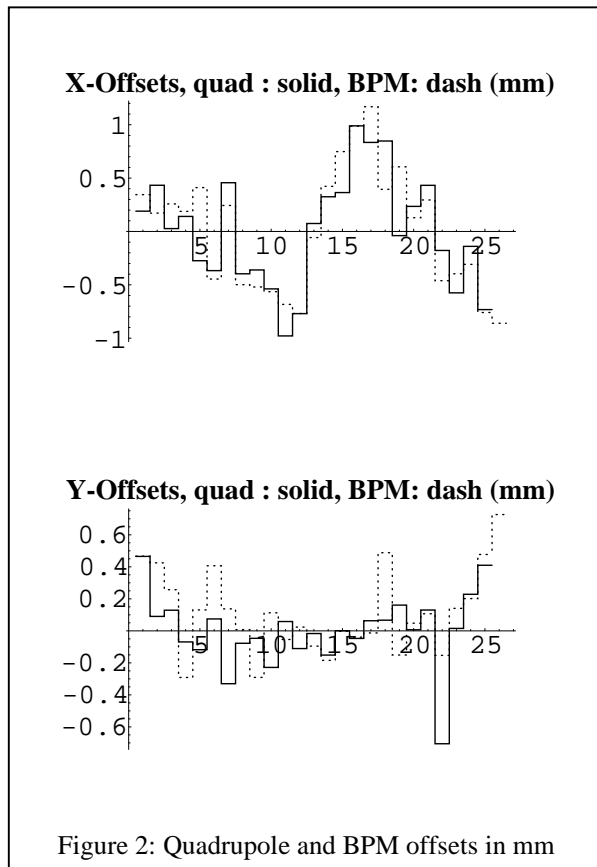 X-Offsets, quad : solid, BPM: dash (mm)
1
0.5
5 10 15 20 25
-0.5
-1
Y-Offsets, quad : solid, BPM: dash (mm)
0.6
0.4
0.2
5 10 15 20 25
-0.2
-0.4
-0.6
Figure 2: Quadrupole and BPM offsets in mm